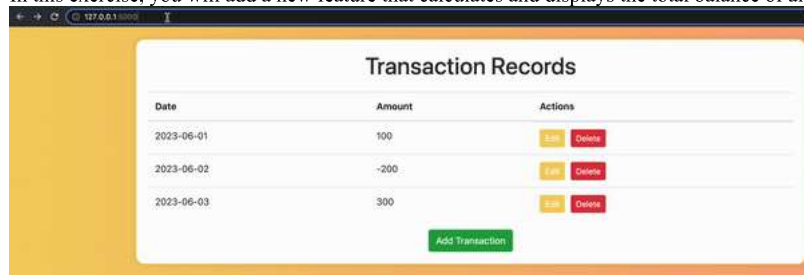 In this exercise, you will add a new feature that calculates and displays the total balance of all
127.0.0.1:5000
Transaction Records
Date Amount Actions
2023-06-01 100 Edit Delete
2023-06-02 -200 Edit Delete
2023-06-03 300 Edit Delete
Add Transaction